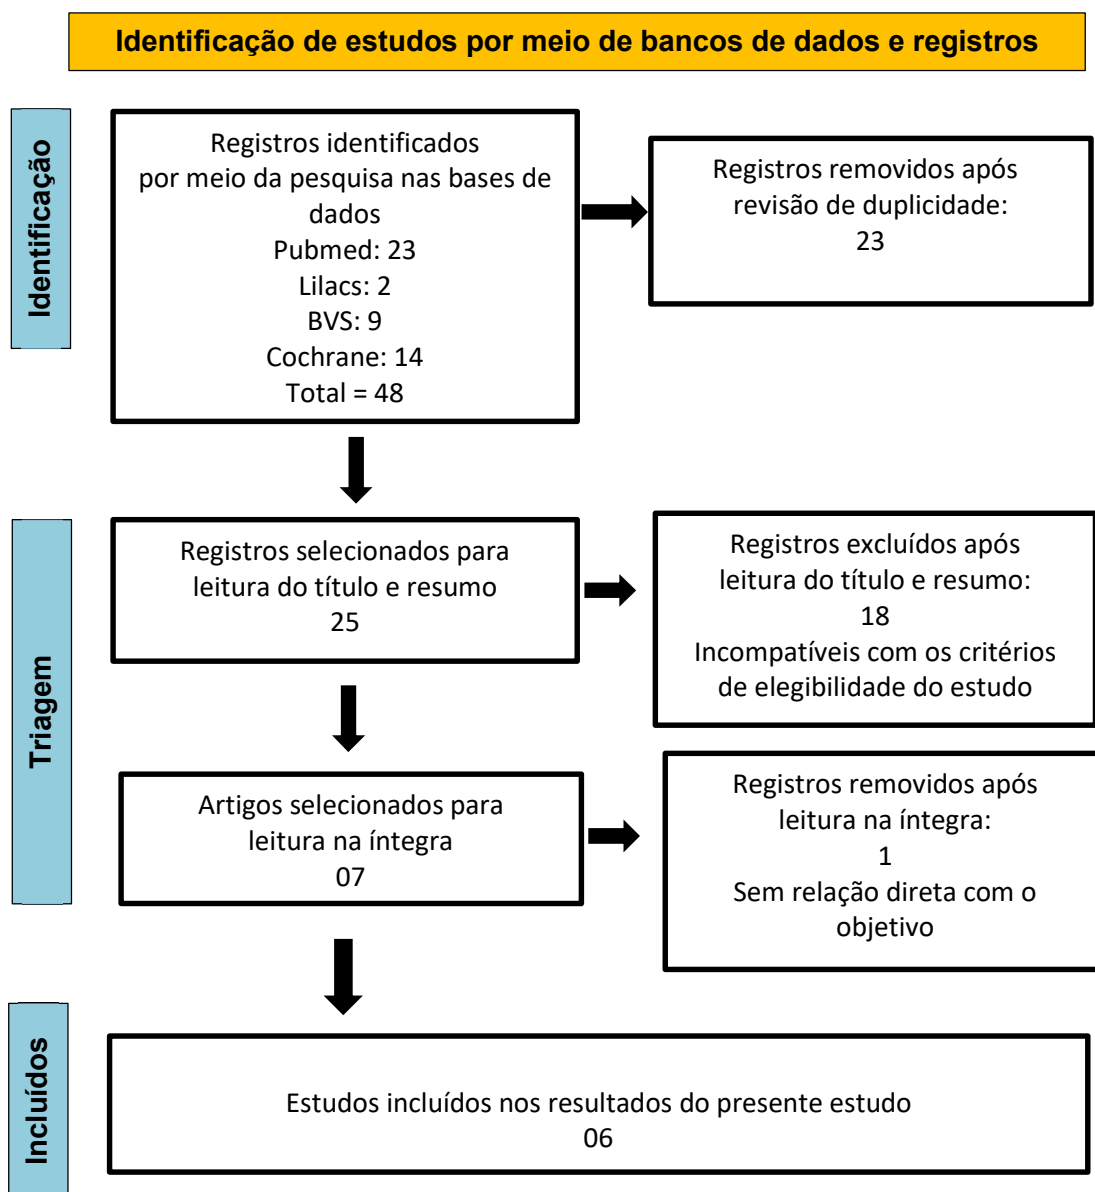 Identificação de estudos por meio de bancos de dados e registros
Identificação
Registros identificados
por meio da pesquisa nas bases de
dados
Pubmed: 23
Lilacs: 2
BVS: 9
Cochrane: 14
Total = 48
Registros removidos após
revisão de duplicidade:
23
Triagem
Registros selecionados para
leitura do título e resumo
25
Registros excluídos após
leitura do título e resumo:
18
Incompatíveis com os critérios
de elegibilidade do estudo
Artigos selecionados para
leitura na íntegra
07
Registros removidos após
leitura na íntegra:
1
Sem relação direta com o
objetivo
Incluídos
Estudos incluídos nos resultados do presente estudo
06